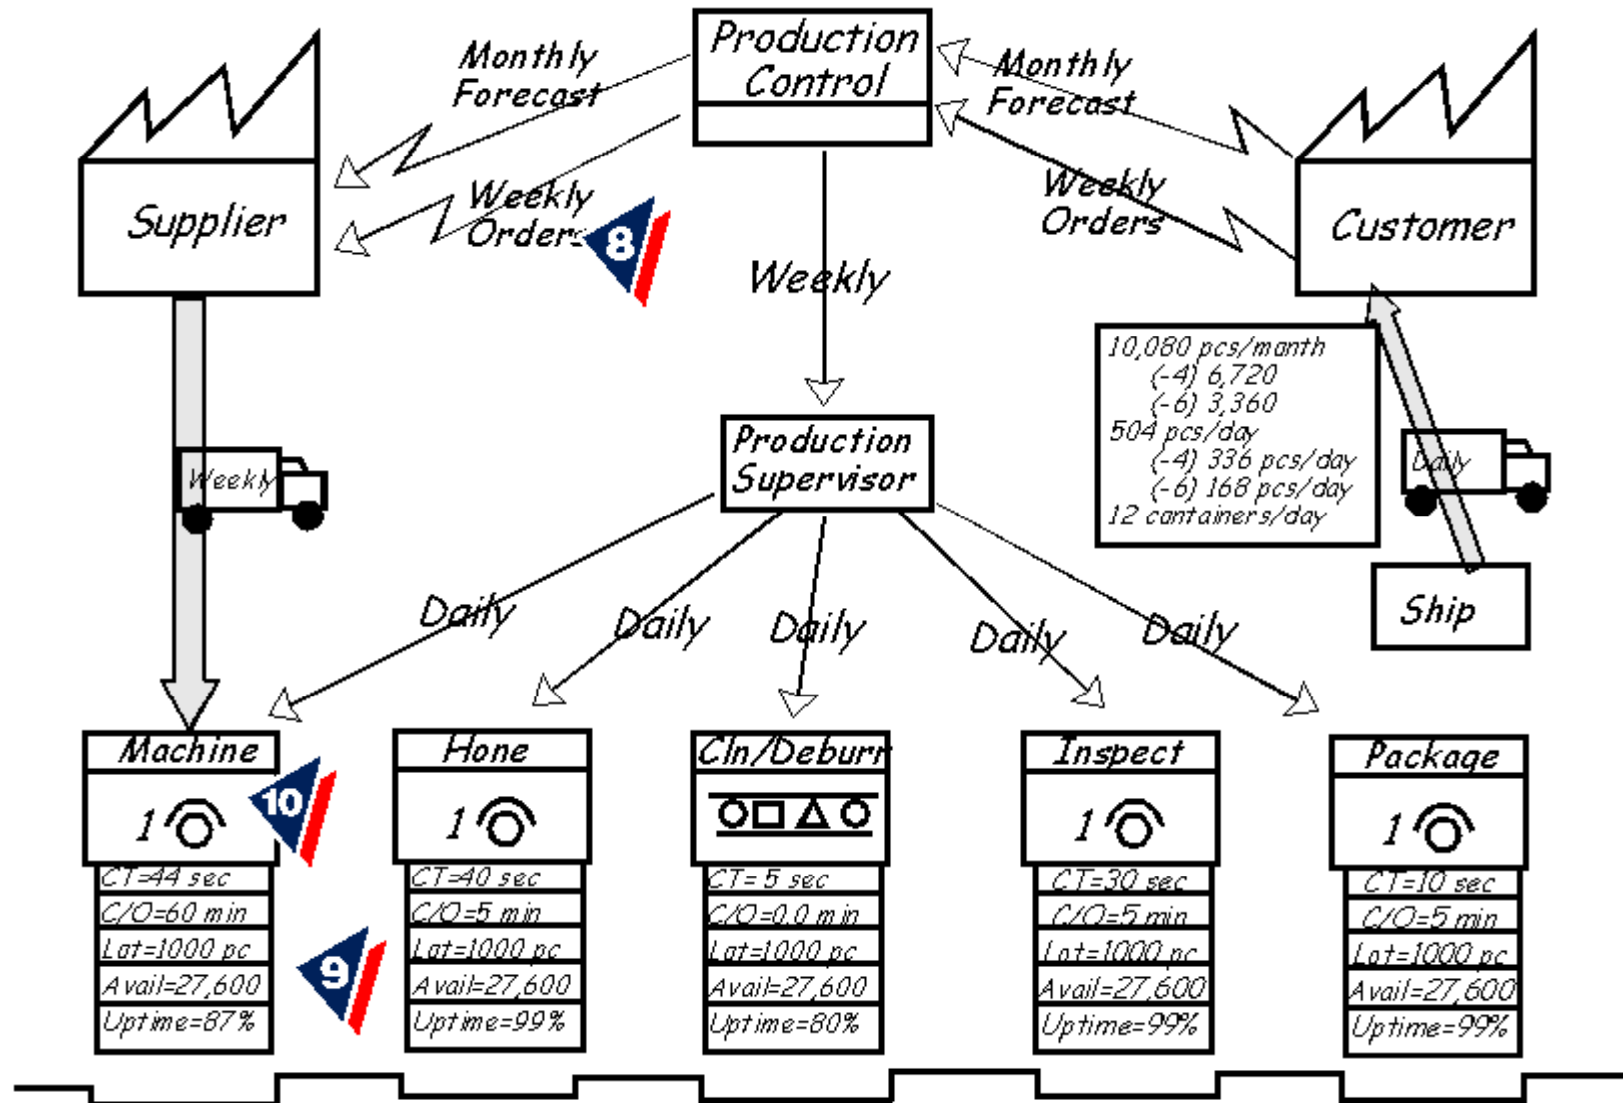 Production
Control
Monthly
Forecast
Monthly
Forecast
Weekly
Orders
8
Weekly
Orders
Supplier
Customer
Weekly
10,080 pcs/month
(-4) 6,720
(-6) 3,360
504 pcs/day
(-4) 336 pcs/day
(-6) 168 pcs/day
12 containers/day
Production
Supervisor
Weekly
Daily
Ship
Daily
Daily
Daily
Daily
Daily
Machine
1
10
CT=44 sec
C/O=60 min
Lot=1000 pc
Avail=27,600
Uptime=87%
9
Hone
1
CT=40 sec
C/O=5 min
Lot=1000 pc
Avail=27,600
Uptime=99%
Cln/Deburr
CT= 5 sec
C/O=0.0 min
Lot=1000 pc
Avail=27,600
Uptime=80%
Inspect
1
CT=30 sec
C/O=5 min
Lot=1000 pc
Avail=27,600
Uptime=99%
Package
1
CT=10 sec
C/O=5 min
Lot=1000 pc
Avail=27,600
Uptime=99%